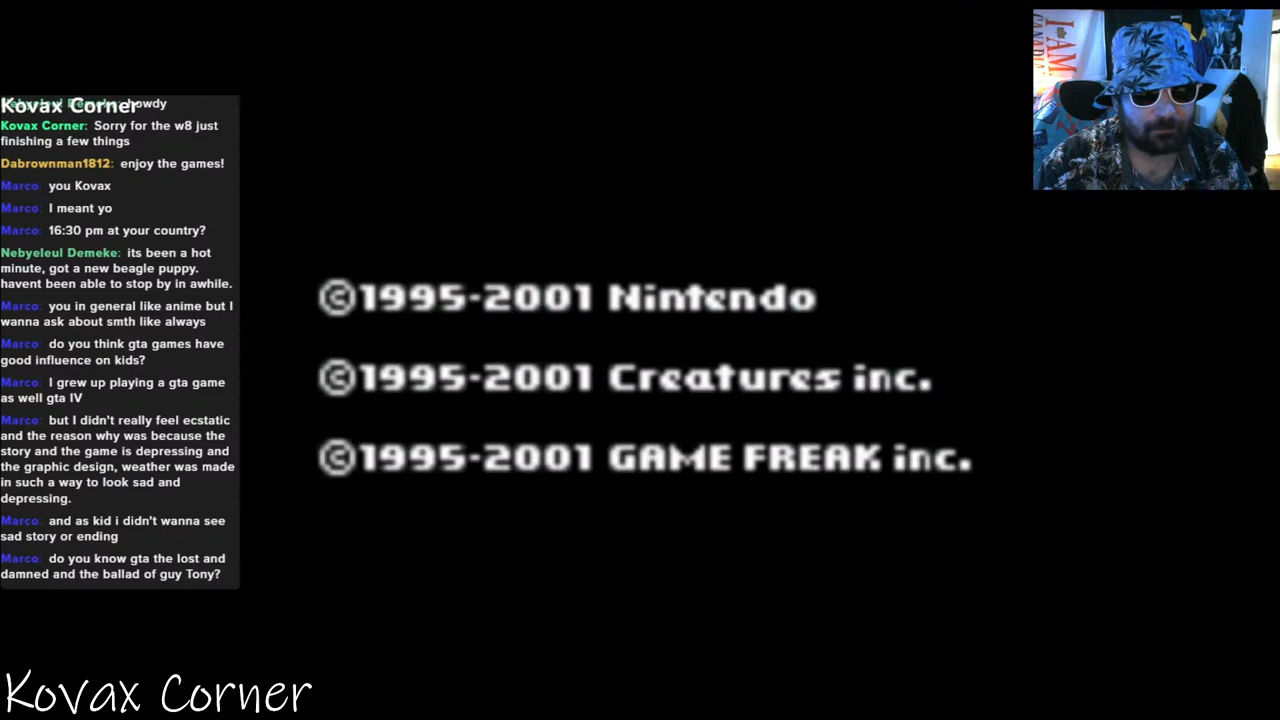 Kovax Corner
howdy
Kovax Corner: Sorry for the w8 just
finishing a few things
Dabrownman1812: enjoy the games!
Marco: you Kovax
Marco: I meant yo
Marco: 16:30 pm at your country?
Nebyeleul Demeke: its been a hot
minute, got a new beagle puppy.
havent been able to stop by in awhile.
Marco: you in general like anime but I
wanna ask about smth like always
Marco: do you think gta games have
good influence on kids?
Marco: I grew up playing a gta game
as well gta IV
Marco: but I didn't really feel ecstatic
and the reason why was because the
story and the game is depressing and
the graphic design, weather was made
in such a way to look sad and
depressing.
Marco: and as kid i didn't wanna see
sad story or ending
Marco: do you know gta the lost and
damned and the ballad of guy Tony?
©1995-2001 Nintendo
©1995-2001 Creatures inc.
©1995-2001 GAME FREAK inc.
I AM
CANADIAN
Kovax Corner